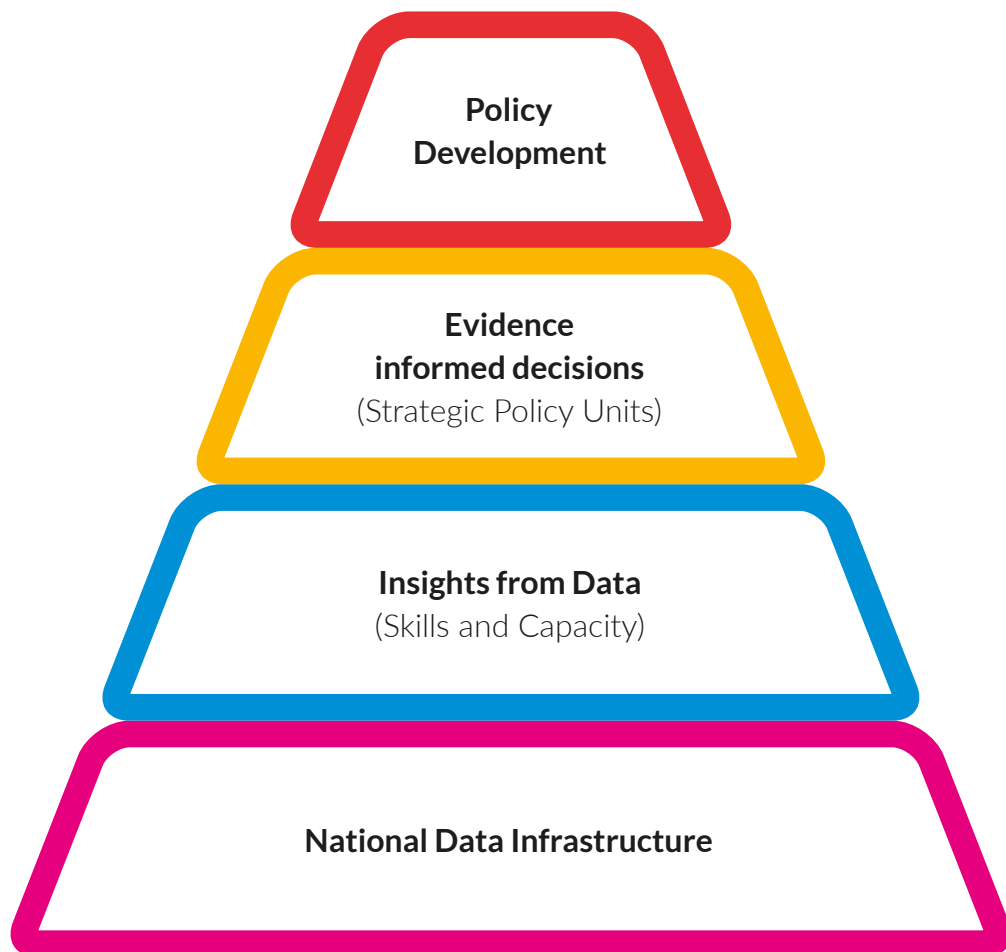 Policy
Development
Evidence
informed decisions
(Strategic Policy Units)
Insights from Data
(Skills and Capacity)
National Data Infrastructure